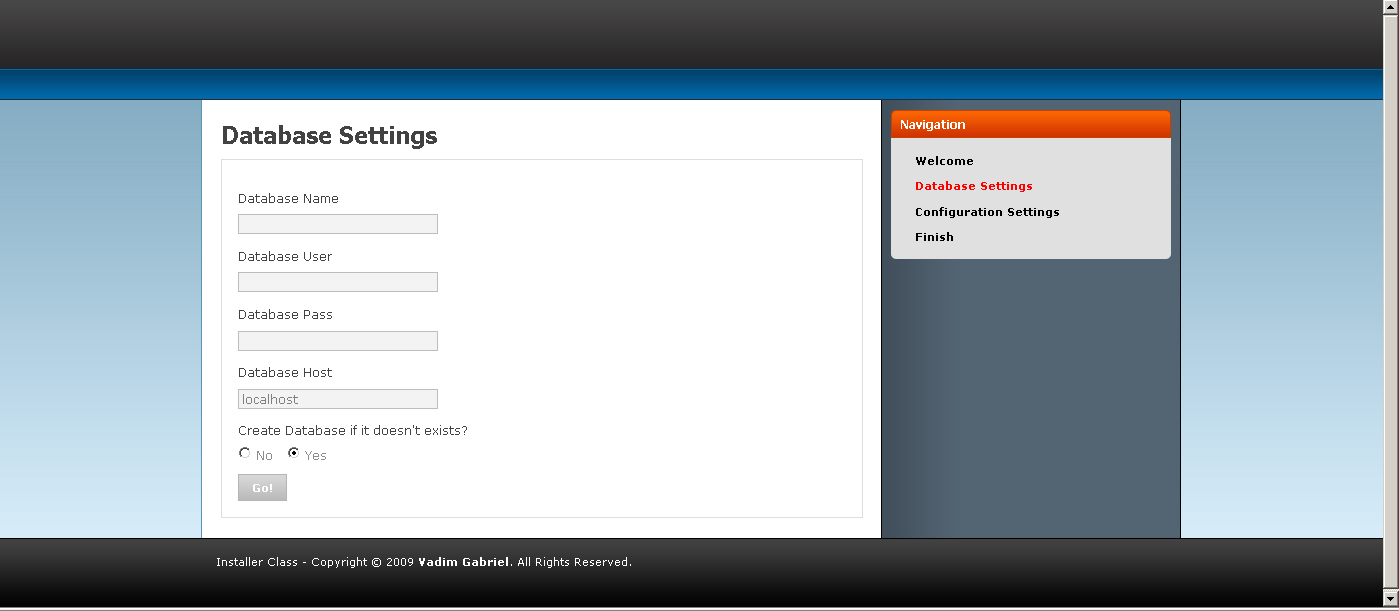 Database Settings
Database Name
Database User
Database Pass
Database Host
localhost
Create Database if it doesn't exists?
No Yes
Go!
Navigation
Welcome
Database Settings
Configuration Settings
Finish
Installer Class - Copyright © 2009 Vadim Gabriel. All Rights Reserved.